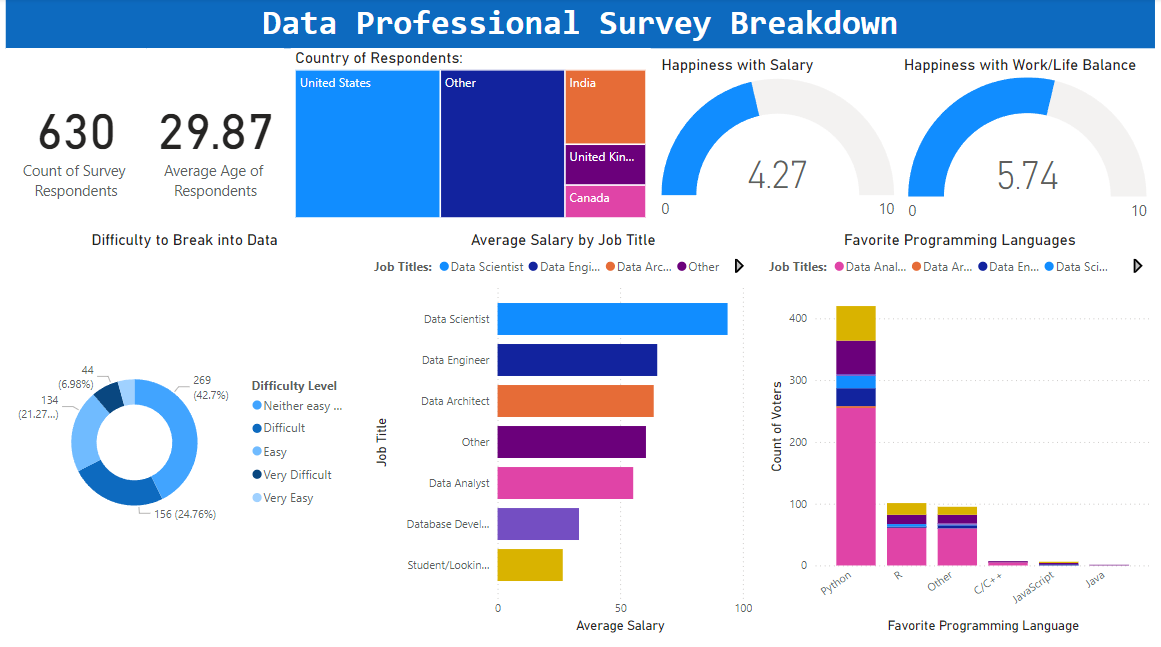 Data Professional Survey Breakdown
630
Count of Survey
Respondents
29.87
Average Age of
Respondents
Country of Respondents:
United States
Other
India
United Kin...
Canada
Happiness with Salary
4.27
0
10
Happiness with Work/Life Balance
5.74
0
10
Difficulty to Break into Data
44
(6.98%)
134
(21.27...)
269
(42.7%)
156 (24.76%)
Difficulty Level
Neither easy ...
Difficult
Easy
Very Difficult
Very Easy
Average Salary by Job Title
Job Titles: Data Scientist Data Engi... Data Arc... Other
Job Title
Data Scientist
Data Engineer
Data Architect
Other
Data Analyst
Database Devel...
Student/Lookin...
0 50 100
Average Salary
Favorite Programming Languages
Job Titles: Data Anal... Data Ar... Data En... Data Sci...
Count of Voters
400
300
200
100
0
Python R Other C/C++ JavaScript Java
Favorite Programming Language